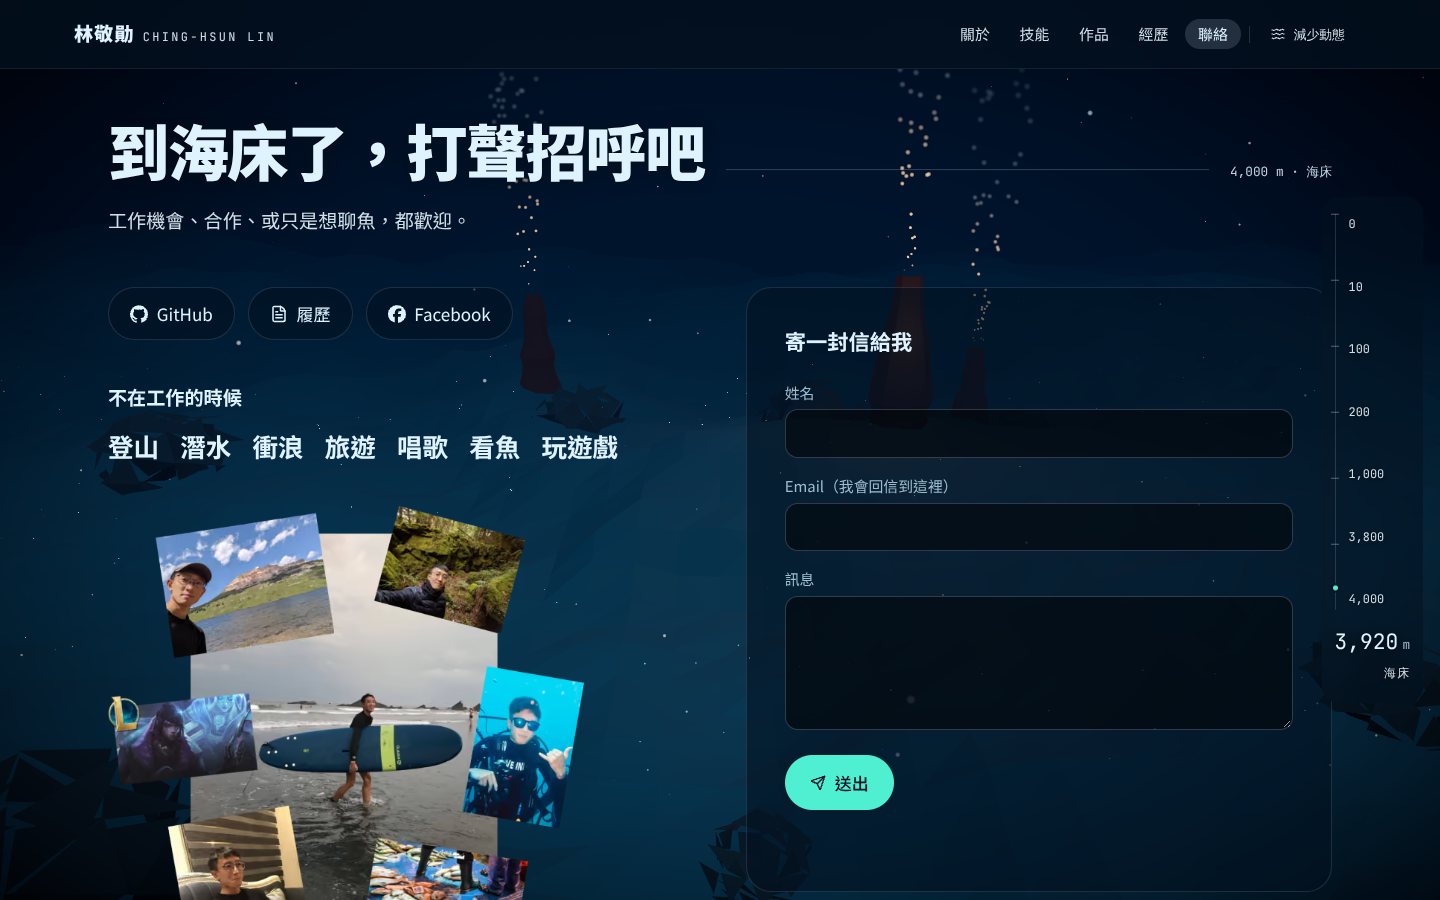 林敬勛 CHING-HSUN LIN
關於 技能 作品 經歷 聯絡 減少動態
到海床了，打聲招呼吧
4,000 m · 海床
工作機會、合作、或只是想聊魚，都歡迎。
GitHub 履歷 Facebook
不在工作的時候
登山 潛水 衝浪 旅遊 唱歌 看魚 玩遊戲
寄一封信給我
姓名
Email（我會回信到這裡）
訊息
送出
0
10
100
200
1,000
3,800
4,000
3,920 m
海床